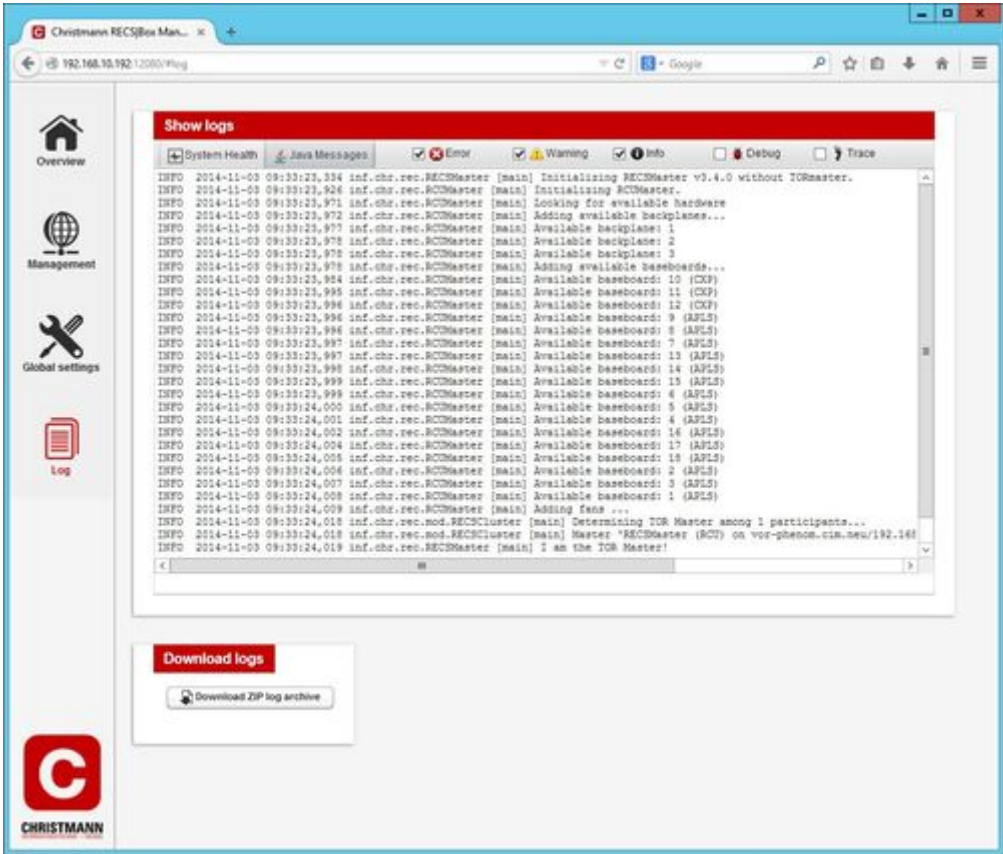 Christmann RECS|Box Man...
192.168.10.192:12080/#log
Google
Overview
Management
Global settings
Log
Show logs
System Health Java Messages Error Warning Info Debug Trace
INFO 2014-11-03 09:33:23,334 inf.chr.rec.RECSMaster [main] Initializing RECSMaster v3.4.0 without TORmaster.
INFO 2014-11-03 09:33:23,926 inf.chr.rec.RCUMaster [main] Initializing RCUMaster.
INFO 2014-11-03 09:33:23,971 inf.chr.rec.RCUMaster [main] Looking for available hardware
INFO 2014-11-03 09:33:23,972 inf.chr.rec.RCUMaster [main] Adding available backplanes...
INFO 2014-11-03 09:33:23,977 inf.chr.rec.RCUMaster [main] Available backplane: 1
INFO 2014-11-03 09:33:23,978 inf.chr.rec.RCUMaster [main] Available backplane: 2
INFO 2014-11-03 09:33:23,978 inf.chr.rec.RCUMaster [main] Available backplane: 3
INFO 2014-11-03 09:33:23,978 inf.chr.rec.RCUMaster [main] Adding available baseboards...
INFO 2014-11-03 09:33:23,984 inf.chr.rec.RCUMaster [main] Available baseboard: 10 (CXP)
INFO 2014-11-03 09:33:23,995 inf.chr.rec.RCUMaster [main] Available baseboard: 11 (CXP)
INFO 2014-11-03 09:33:23,996 inf.chr.rec.RCUMaster [main] Available baseboard: 12 (CXP)
INFO 2014-11-03 09:33:23,996 inf.chr.rec.RCUMaster [main] Available baseboard: 9 (APLS)
INFO 2014-11-03 09:33:23,996 inf.chr.rec.RCUMaster [main] Available baseboard: 8 (APLS)
INFO 2014-11-03 09:33:23,997 inf.chr.rec.RCUMaster [main] Available baseboard: 7 (APLS)
INFO 2014-11-03 09:33:23,997 inf.chr.rec.RCUMaster [main] Available baseboard: 13 (APLS)
INFO 2014-11-03 09:33:23,998 inf.chr.rec.RCUMaster [main] Available baseboard: 14 (APLS)
INFO 2014-11-03 09:33:23,999 inf.chr.rec.RCUMaster [main] Available baseboard: 15 (APLS)
INFO 2014-11-03 09:33:23,999 inf.chr.rec.RCUMaster [main] Available baseboard: 6 (APLS)
INFO 2014-11-03 09:33:24,000 inf.chr.rec.RCUMaster [main] Available baseboard: 5 (APLS)
INFO 2014-11-03 09:33:24,001 inf.chr.rec.RCUMaster [main] Available baseboard: 4 (APLS)
INFO 2014-11-03 09:33:24,002 inf.chr.rec.RCUMaster [main] Available baseboard: 16 (APLS)
INFO 2014-11-03 09:33:24,004 inf.chr.rec.RCUMaster [main] Available baseboard: 17 (APLS)
INFO 2014-11-03 09:33:24,005 inf.chr.rec.RCUMaster [main] Available baseboard: 18 (APLS)
INFO 2014-11-03 09:33:24,006 inf.chr.rec.RCUMaster [main] Available baseboard: 2 (APLS)
INFO 2014-11-03 09:33:24,007 inf.chr.rec.RCUMaster [main] Available baseboard: 3 (APLS)
INFO 2014-11-03 09:33:24,008 inf.chr.rec.RCUMaster [main] Available baseboard: 1 (APLS)
INFO 2014-11-03 09:33:24,009 inf.chr.rec.RCUMaster [main] Adding fans ...
INFO 2014-11-03 09:33:24,018 inf.chr.rec.mod.RECSCluster [main] Determining TOR Master among 1 participants...
INFO 2014-11-03 09:33:24,018 inf.chr.rec.mod.RECSCluster [main] Master "RECSMaster (RCU) on vor-phenom.cim.neu/192.168
INFO 2014-11-03 09:33:24,019 inf.chr.rec.RECSMaster [main] I am the TOR Master!
Download logs
Download ZIP log archive
C
CHRISTMANN